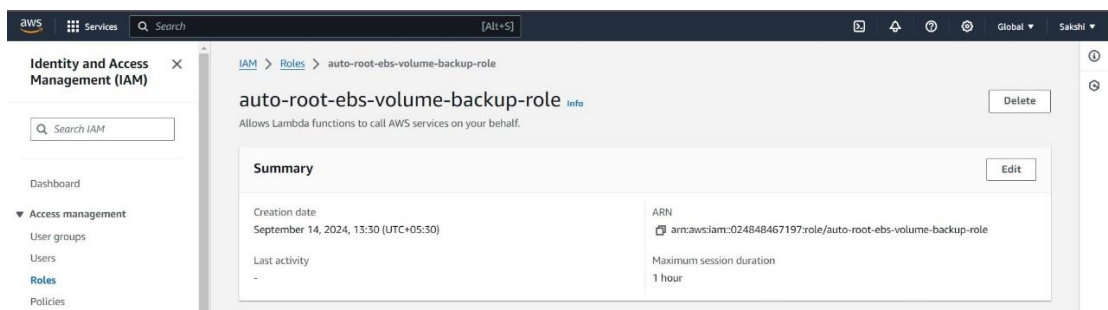 aws
Services
Search
[Alt+S]
Global
Sakshi
Identity and Access Management (IAM)
Search IAM
Dashboard
Access management
User groups
Users
Roles
Policies
IAM > Roles > auto-root-ebs-volume-backup-role
auto-root-ebs-volume-backup-role Info
Delete
Allows Lambda functions to call AWS services on your behalf.
Summary
Edit
Creation date
September 14, 2024, 13:30 (UTC+05:30)
Last activity
-
ARN
arn:aws:iam::024848467197:role/auto-root-ebs-volume-backup-role
Maximum session duration
1 hour